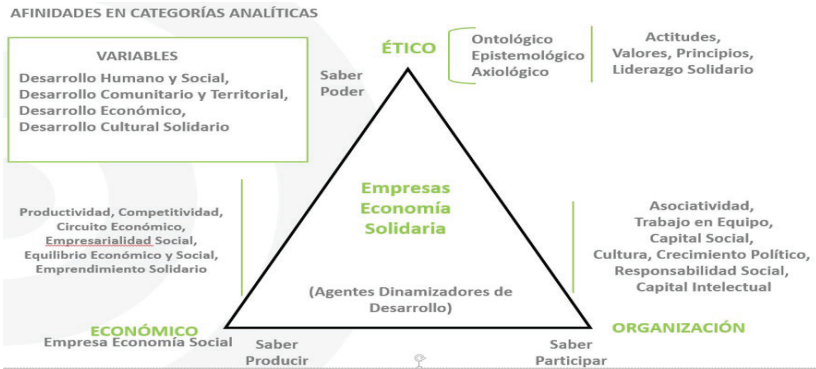 AFINIDADES EN CATEGORÍAS ANALÍTICAS
VARIABLES
Desarrollo Humano y Social,
Desarrollo Comunitario y Territorial,
Desarrollo Económico,
Desarrollo Cultural Solidario
Saber
Poder
ÉTICO
Ontológico
Epistemológico
Axiológico
Actitudes,
Valores, Principios,
Liderazgo Solidario
Productividad, Competitividad,
Circuito Económico,
Empresarialidad Social,
Equilibrio Económico y Social,
Emprendimiento Solidario
Empresas
Economía
Solidaria
(Agentes Dinamizadores de
Desarrollo)
Asociatividad,
Trabajo en Equipo,
Capital Social,
Cultura, Crecimiento Político,
Responsabilidad Social,
Capital Intelectual
ECONÓMICO
Empresa Economía Social
Saber
Producir
Saber
Participar
ORGANIZACIÓN